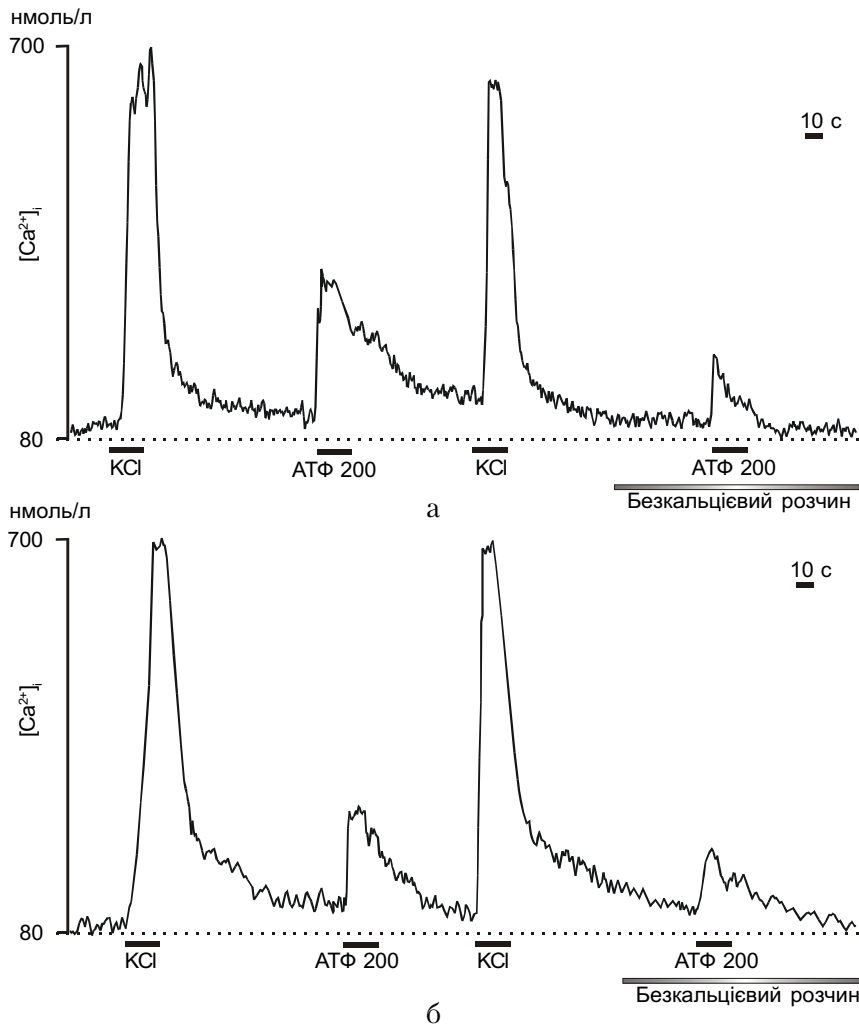 нмоль/л
700
10 с
[Ca²⁺]ᵢ
80
KCl
АТФ 200
KCl
АТФ 200
Безкальцієвий розчин
а
нмоль/л
700
10 с
[Ca²⁺]ᵢ
80
KCl
АТФ 200
KCl
АТФ 200
Безкальцієвий розчин
б